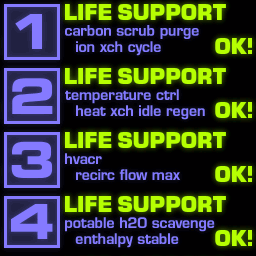 1
LIFE SUPPORT
carbon scrub purge
ion xch cycle OK!
2
LIFE SUPPORT
temperature ctrl
heat xch idle regen OK!
3
LIFE SUPPORT
hvacr
recirc flow max OK!
4
LIFE SUPPORT
potable h2O scavenge
enthalpy stable OK!